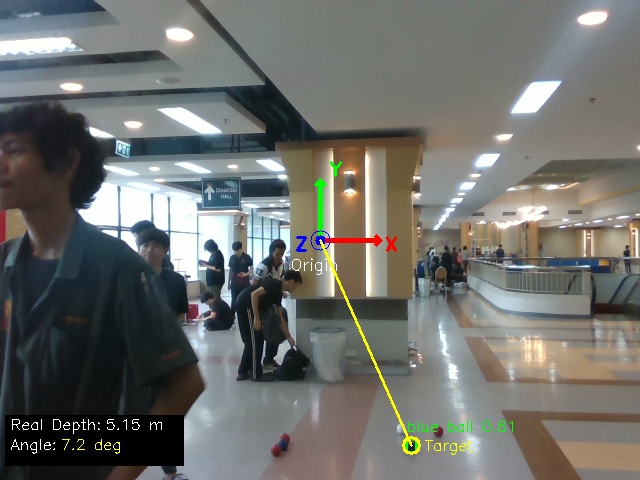 DIAMOND
HALL
Y
Z
X
Origin
blue ball 0.81
Target
Real Depth: 5.15 m
Angle: 7.2 deg